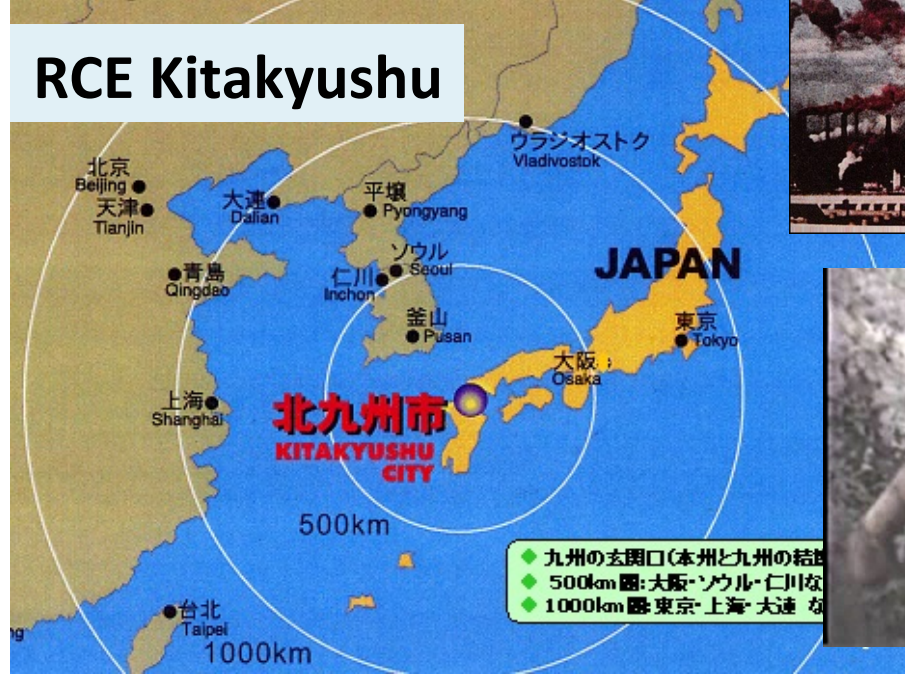 RCE Kitakyushu
ウラジオストク
Vladivostok
北京
Beijing
天津
Tianjin
大連
Dalian
平壌
Pyongyang
ソウル
Seoul
仁川
Inchon
青島
Qingdao
JAPAN
釜山
Pusan
東京
Tokyo
大阪
Osaka
上海
Shanghai
北九州市
KITAKYUSHU
CITY
500km
九州の玄関口(本州と九州の結
500km圏:大阪・ソウル・仁川な
1000km圏:東京・上海・大連 な
台北
Taipei
1000km